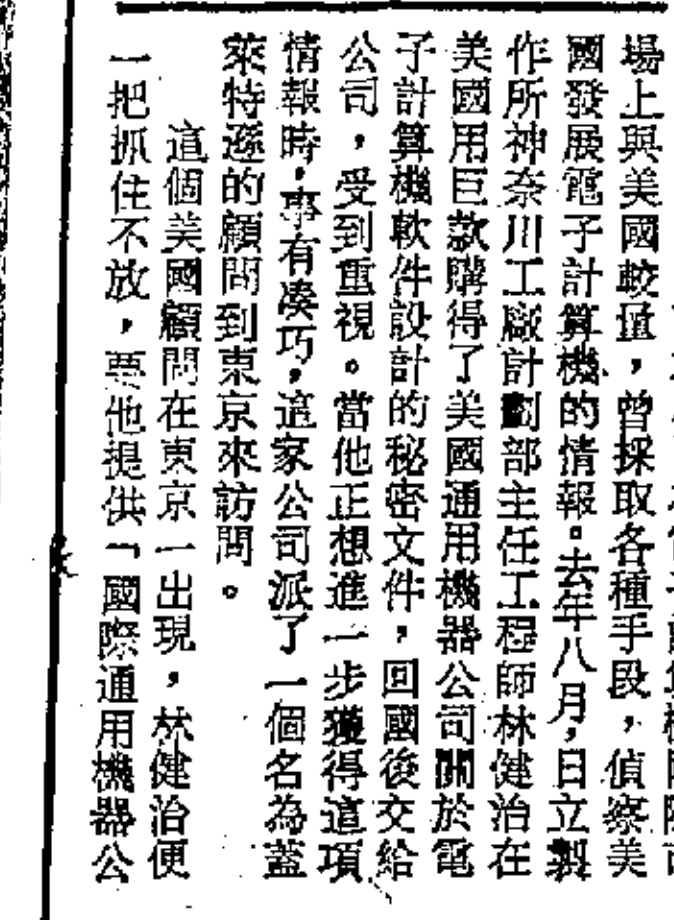 場上與美國較量，曾採取各種手段，偵察美
國發展電子計算機的情報。去年八月，日立製
作所神奈川工廠計劃部主任工程師林健治在
美國用巨款購得了美國通用機器公司關於電
子計算機軟件設計的秘密文件，回國後交給
公司，受到重視。當他正想進一步獲得這項
情報時，事有湊巧，這家公司派了一個名為蓋
萊特遜的顧問到東京來訪問。
這個美國顧問在東京一出現，林健治便
一把抓住不放，要他提供「國際通用機器公